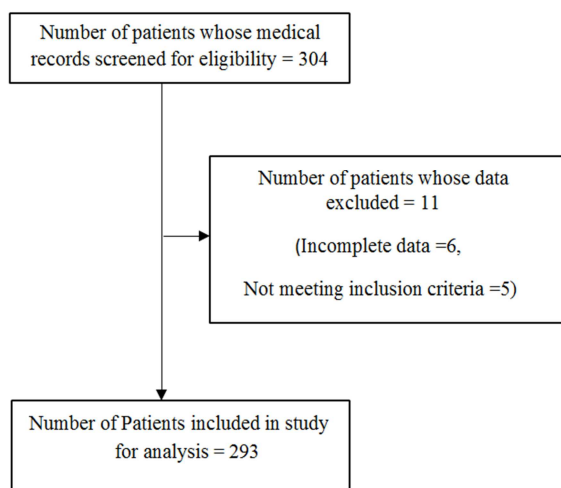 Number of patients whose medical
records screened for eligibility = 304
Number of patients whose data
excluded = 11
(Incomplete data =6,
Not meeting inclusion criteria =5)
Number of Patients included in study
for analysis = 293